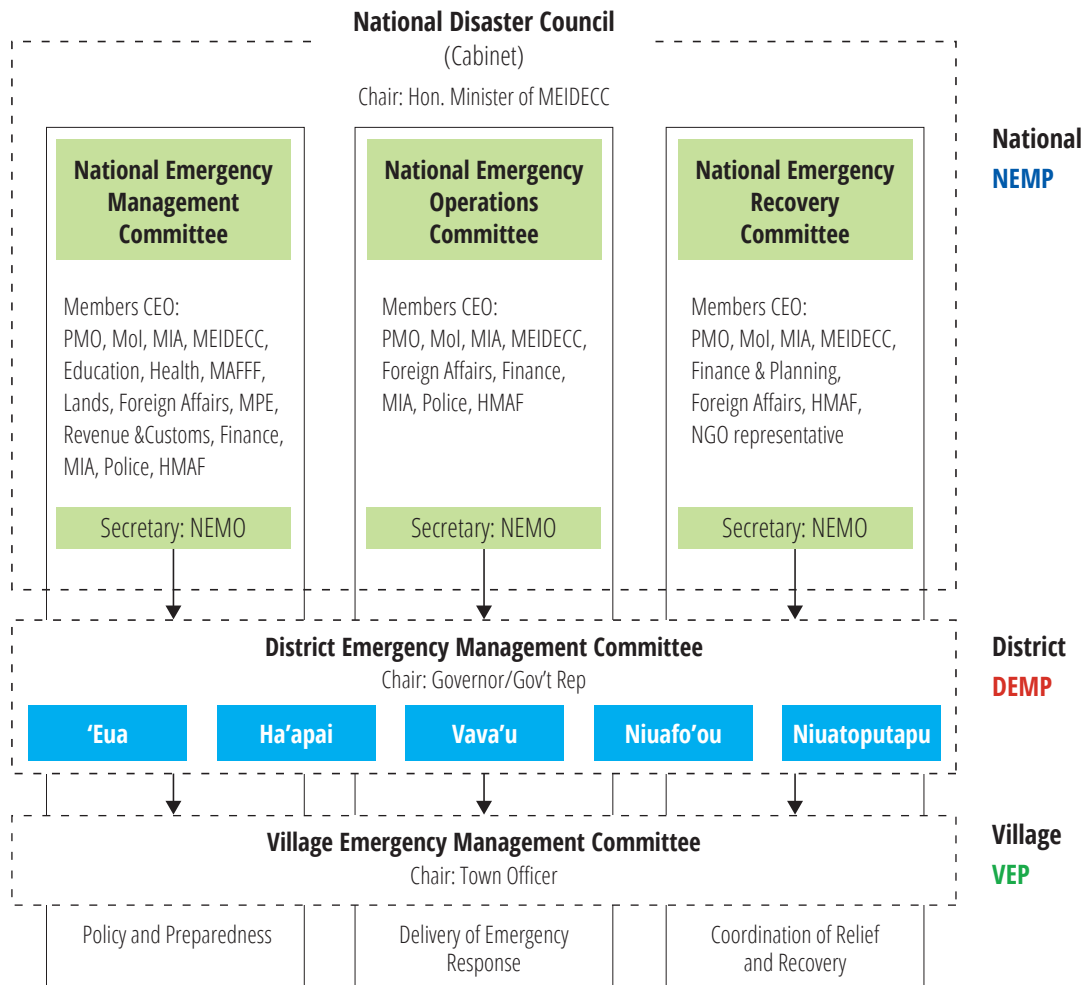 National Disaster Council
(Cabinet)
Chair: Hon. Minister of MEIDECC
National Emergency
Management
Committee
Members CEO:
PMO, MoI, MIA, MEIDECC,
Education, Health, MAFFF,
Lands, Foreign Affairs, MPE,
Revenue &Customs, Finance,
MIA, Police, HMAF
Secretary: NEMO
National Emergency
Operations
Committee
Members CEO:
PMO, MoI, MIA, MEIDECC,
Foreign Affairs, Finance,
MIA, Police, HMAF
Secretary: NEMO
National Emergency
Recovery
Committee
Members CEO:
PMO, MoI, MIA, MEIDECC,
Finance & Planning,
Foreign Affairs, HMAF,
NGO representative
Secretary: NEMO
National
NEMP
District Emergency Management Committee
Chair: Governor/Gov’t Rep
‘Eua
Ha’apai
Vava’u
Niuafo’ou
Niuatoputapu
District
DEMP
Village Emergency Management Committee
Chair: Town Officer
Village
VEP
Policy and Preparedness
Delivery of Emergency
Response
Coordination of Relief
and Recovery